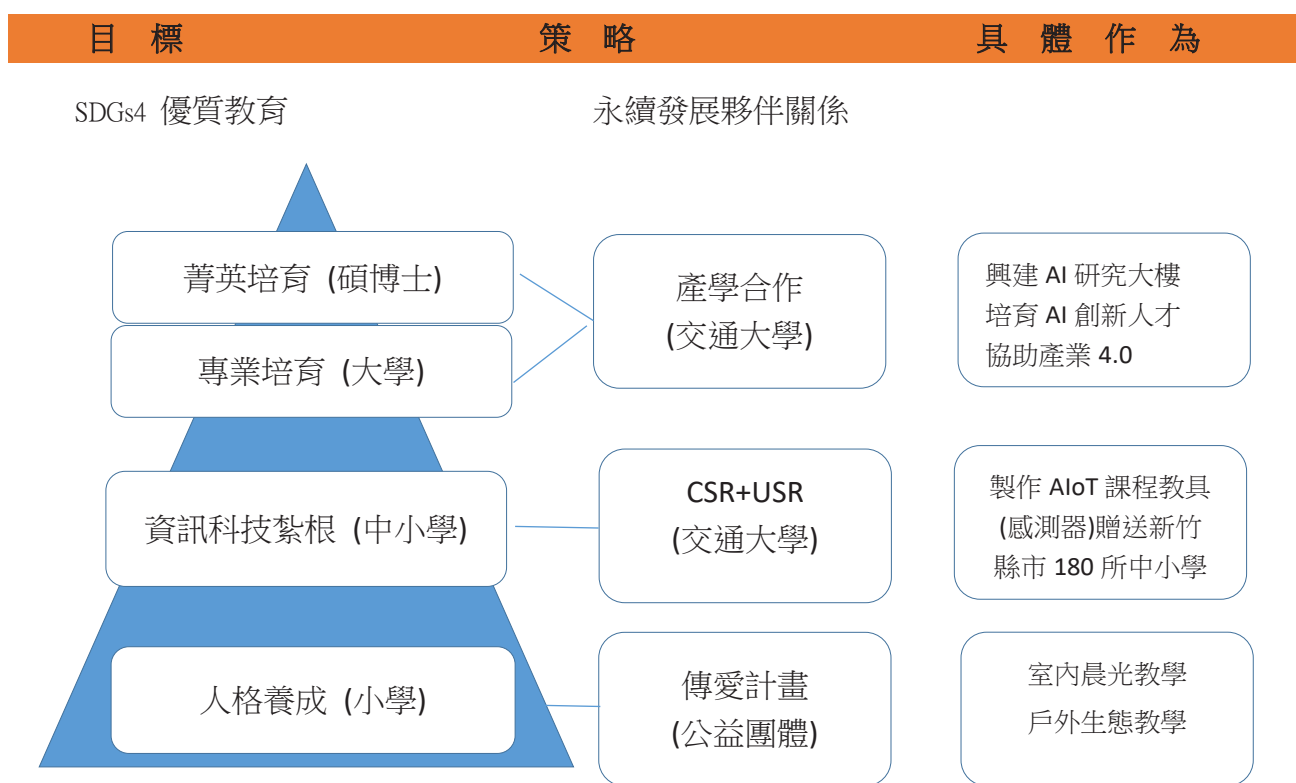 目標 策略 具體作為
SDGs4 優質教育 永續發展夥伴關係
菁英培育 (碩博士)
專業培育 (大學)
產學合作
(交通大學)
興建 AI 研究大樓
培育 AI 創新人才
協助產業 4.0
資訊科技紮根 (中小學)
CSR+USR
(交通大學)
製作 AIoT 課程教具
(感測器)贈送新竹
縣市 180 所中小學
人格養成 (小學)
傳愛計畫
(公益團體)
室內晨光教學
戶外生態教學